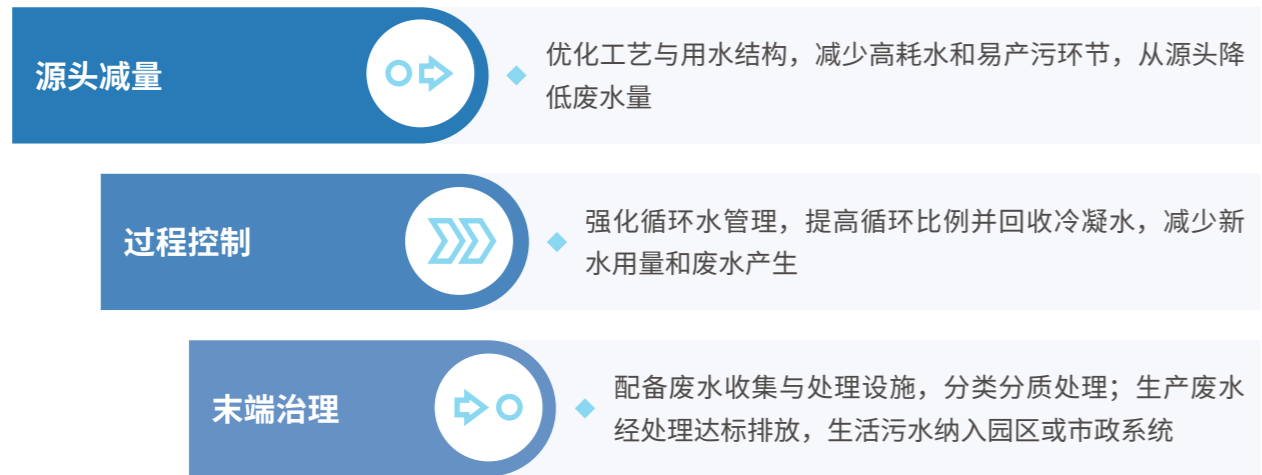 源头减量
优化工艺与用水结构，减少高耗水和易产污环节，从源头降
低废水量
过程控制
强化循环水管理，提高循环比例并回收冷凝水，减少新
水用量和废水产生
末端治理
配备废水收集与处理设施，分类分质处理；生产废水
经处理达标排放，生活污水纳入园区或市政系统